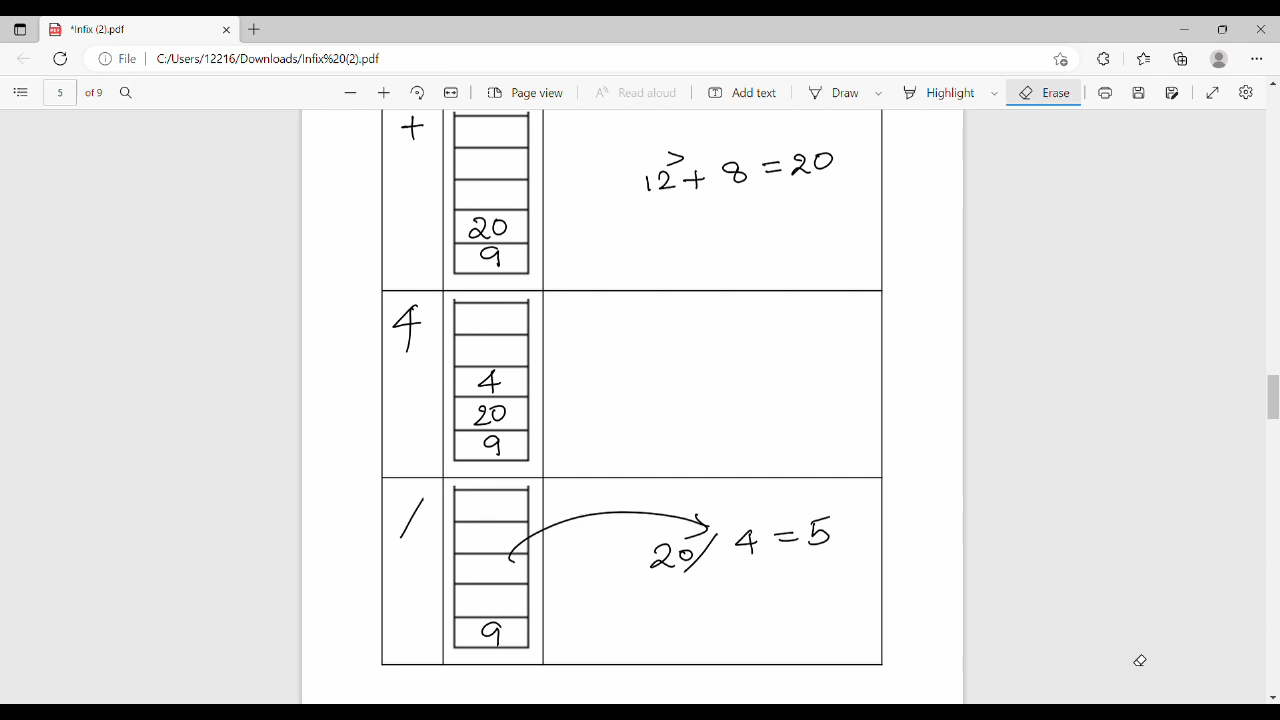 *Infix (2).pdf
File
C:/Users/12216/Downloads/Infix%20(2).pdf
5 of 9
Page view
Read aloud
Add text
Draw
Highlight
Erase
+
12 + 8 = 20
20
9
4
4
20
9
/
20 / 4 = 5
9